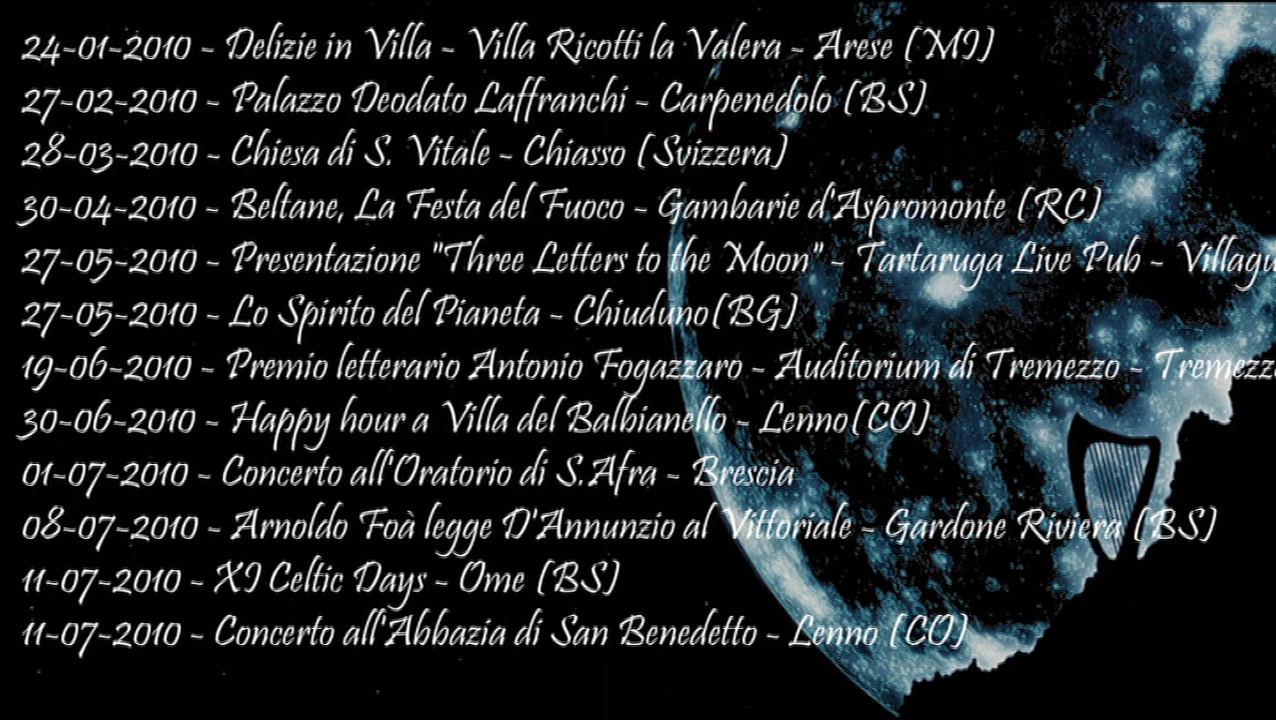 24-01-2010 - Delizie in Villa - Villa Ricotti la Valera - Arese (MI)
27-02-2010 - Palazzo Deodato Laffranchi - Carpenedolo (BS)
28-03-2010 - Chiesa di S. Vitale - Chiasso (Svizzera)
30-04-2010 - Beltane, La Festa del Fuoco - Gambarie d'Aspromonte (RC)
27-05-2010 - Presentazione "Three Letters to the Moon" - Tartaruga Live Pub -
27-05-2010 - Lo Spirito del Pianeta - Chiuduno(BG)
19-06-2010 - Premio letterario Antonio Fogazzaro - Auditorium di Tremezzo -
30-06-2010 - Happy hour a Villa del Balbianello - Lenno(CO)
01-07-2010 - Concerto all'Oratorio di S.Afra - Brescia
08-07-2010 - Arnoldo Foà legge D'Annunzio al Vittoriale - Gardone Riviera (BS)
11-07-2010 - XI Celtic Days - Ome (BS)
11-07-2010 - Concerto all'Abbazia di San Benedetto - Lenno (CO)